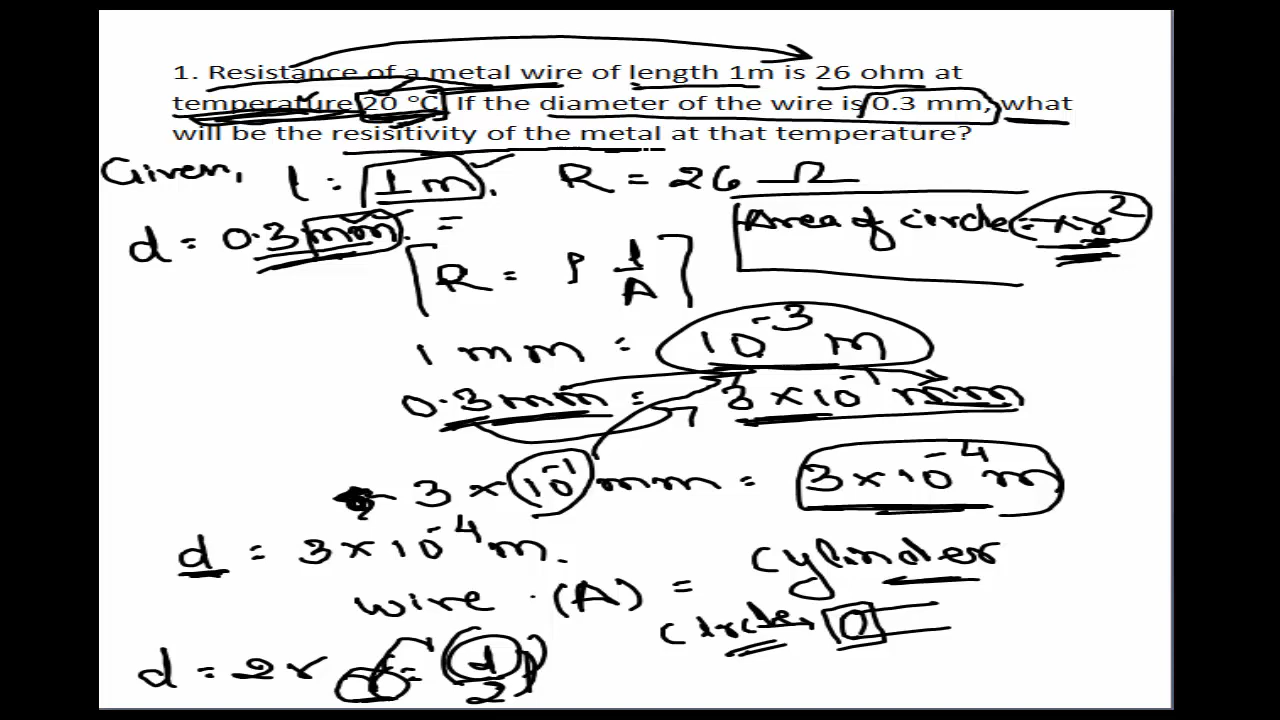 1. Resistance of a metal wire of length 1m is 26 ohm at
temperature 20 °C. If the diameter of the wire is 0.3 mm, what
will be the resisitivity of the metal at that temperature?
Given, l = 1 m. R = 26 Ω
d = 0.3 mm. =
Area of circle = πr²
[R = ρ l/A]
1 mm = 10⁻³ m
0.3 mm = 3 × 10⁻¹ mm
3 × 10⁻¹ mm = 3 × 10⁻⁴ m
d = 3 × 10⁻⁴ m.
wire (A) = cylinder
circle,
d = 2r r = (d/2)